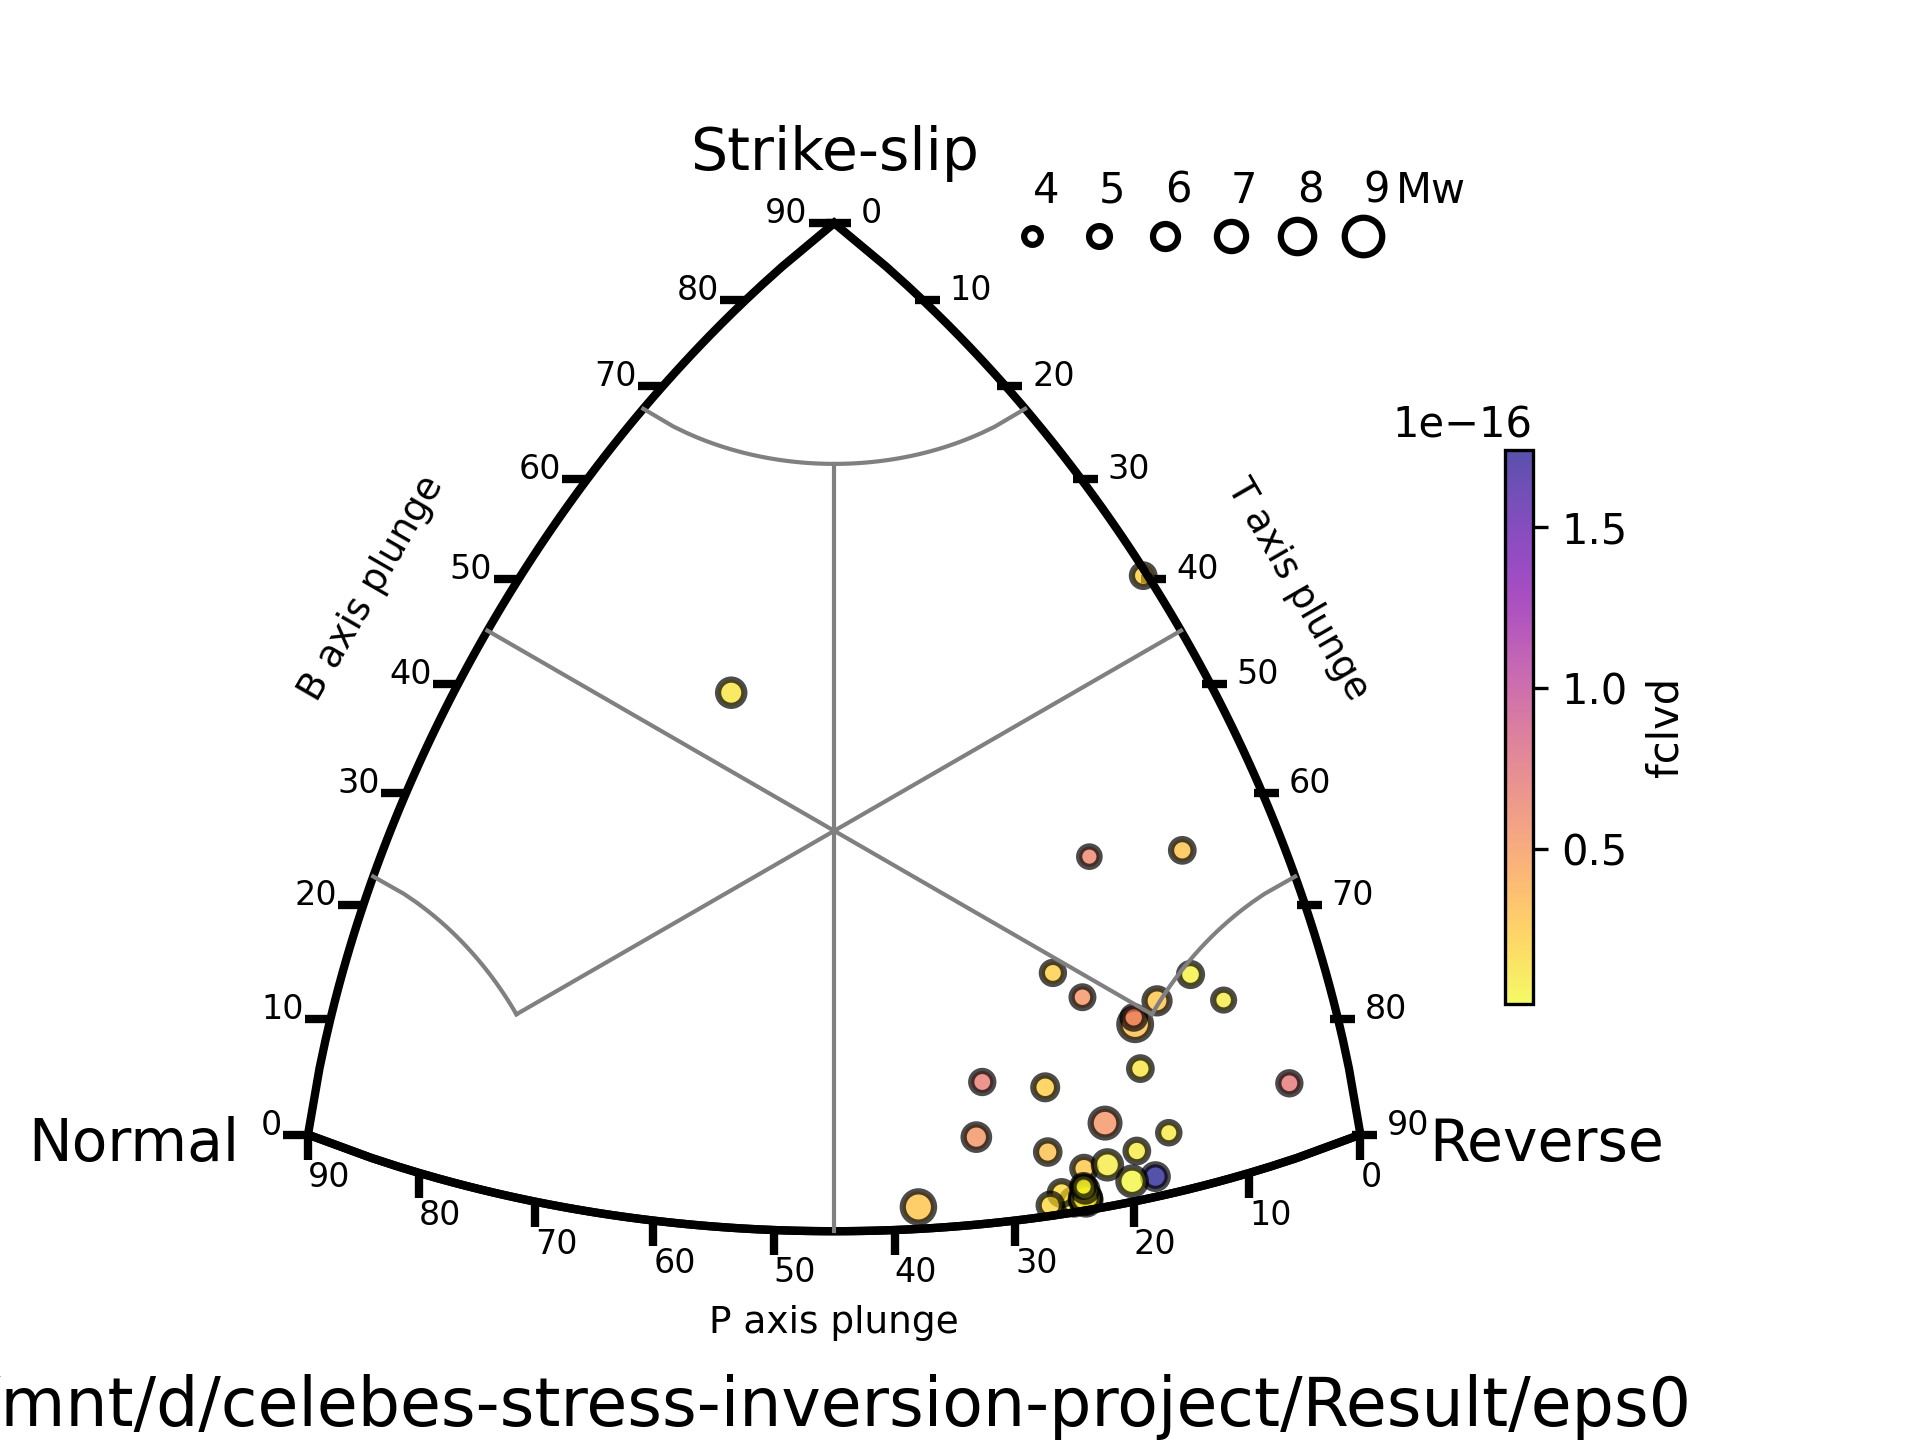 Strike-slip
4 5 6 7 8 9 Mw
90 0
80 10
70 20
1e−16
60 30
1.5
50 40
B axis plunge
T axis plunge
40 50
1.0
fclvd
30 60
0.5
20 70
10 80
Normal 0 90 Reverse
90 80 70 60 50 40 30 20 10 0
P axis plunge
mnt/d/celebes-stress-inversion-project/Result/eps0